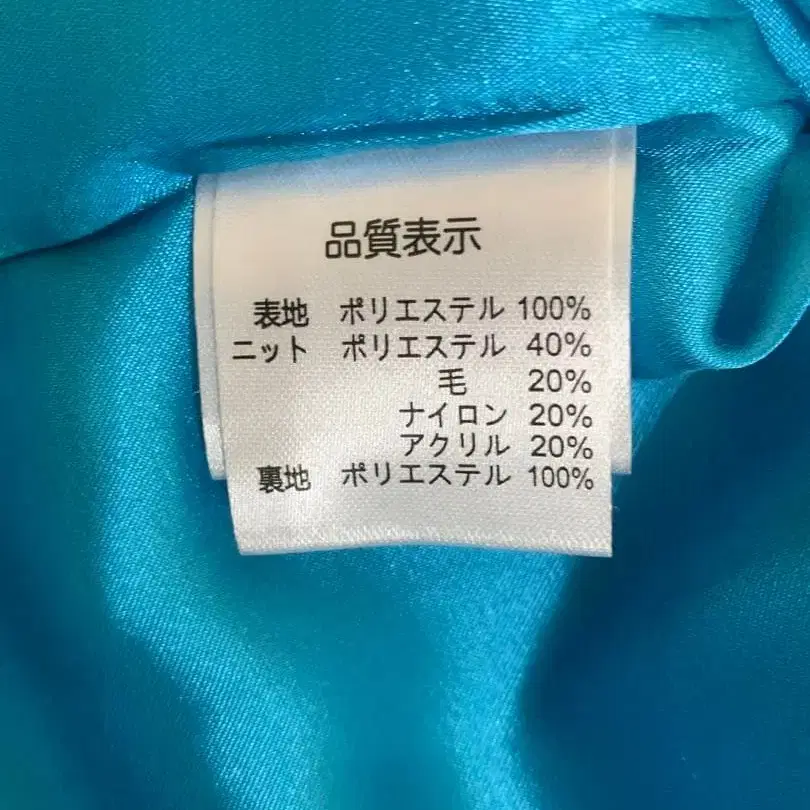 品質表示
表地 ポリエステル 100%
ニット ポリエステル 40%
毛 20%
ナイロン 20%
アクリル 20%
裏地 ポリエステル 100%